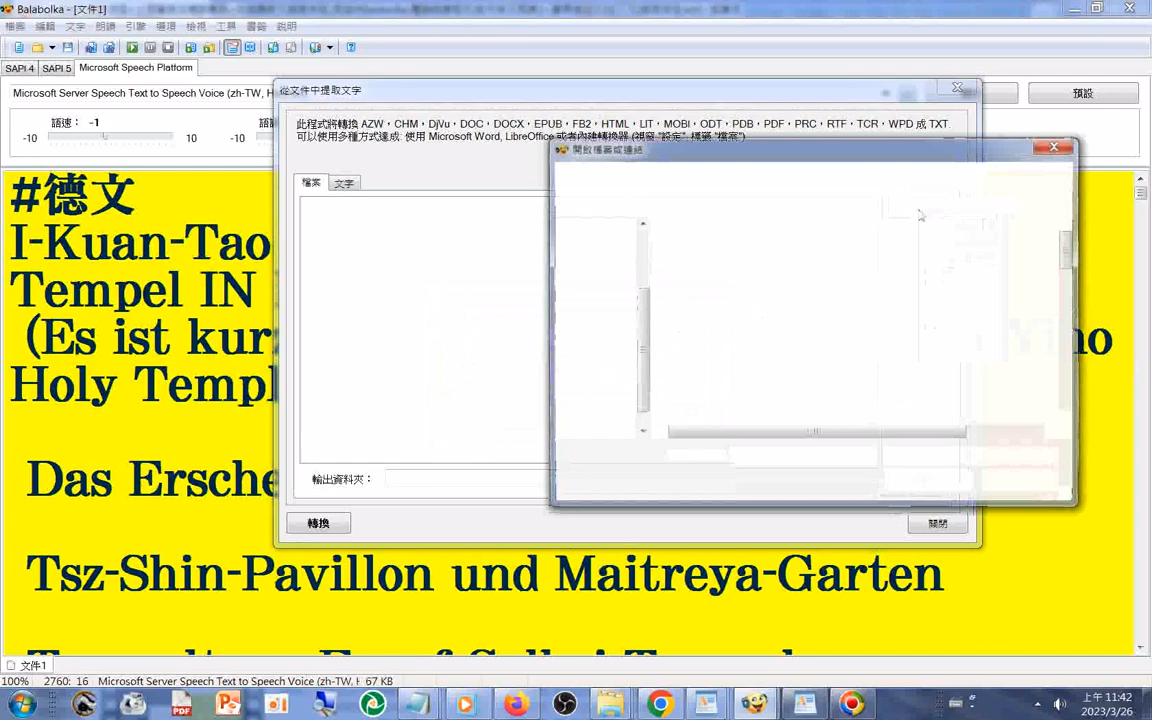 Balabolka - [文件1]
檔案 編輯 文字 朗讀 引擎 選項 檢視 工具 書籤 說明
SAPI 4 SAPI 5 Microsoft Speech Platform
Microsoft Server Speech Text to Speech Voice (zh-TW, H
預設
語速： -1
-10 10 -10
從文件中提取文字
此程式將轉換 AZW，CHM，DjVu，DOC，DOCX，EPUB，FB2，HTML，LIT，MOBI，ODT，PDB，PDF，PRC，RTF，TCR，WPD 成 TXT.
可以使用多種方式達成: 使用 Microsoft Word, LibreOffice 或者內建轉換器 (視窗 "設定", 標籤 "檔案")
開啟檔案或連結
檔案 文字
輸出資料夾：
轉換
關閉
#德文
I-Kuan-Tao
Tempel IN
(Es ist kurz
Holy Templ
Das Ersche
Tsz-Shin-Pavillon und Maitreya-Garten
文件1
100% 2760: 16 Microsoft Server Speech Text to Speech Voice (zh-TW, H 67 KB
PDF
上午 11:42
2023/3/26